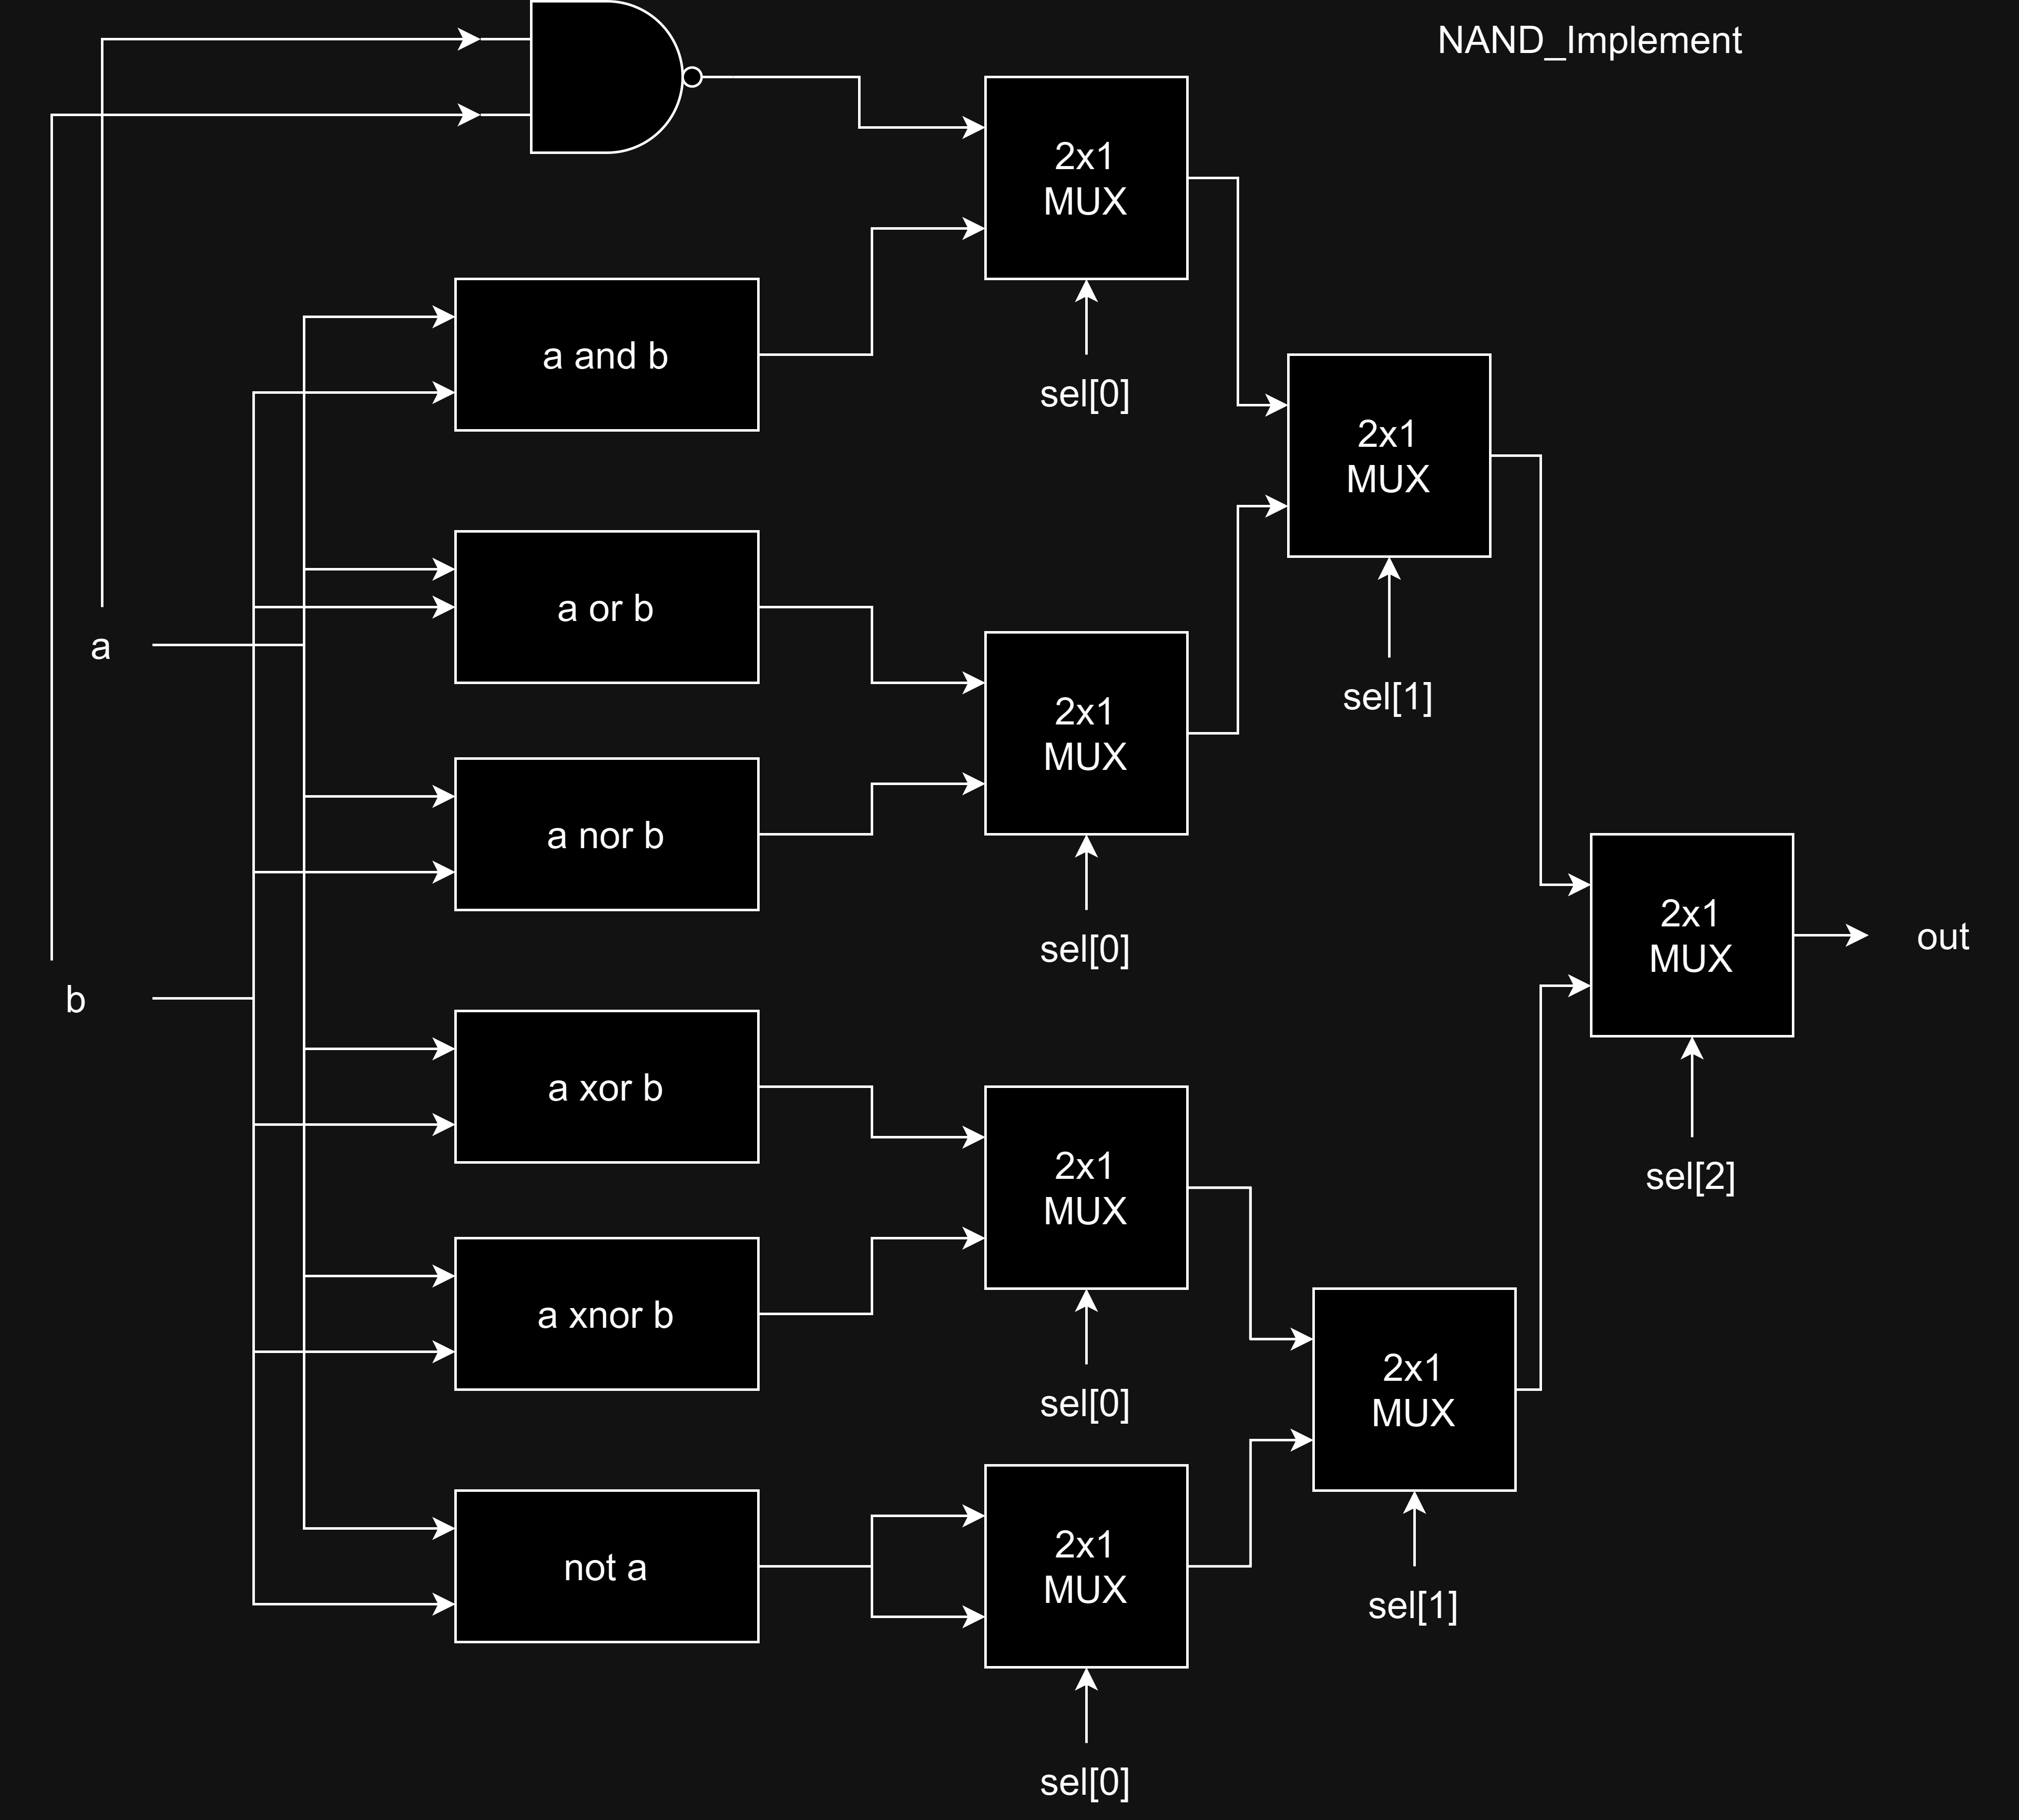 NAND_Implement
2x1
MUX
sel[0]
a and b
2x1
MUX
sel[1]
a or b
a
2x1
MUX
sel[0]
a nor b
2x1
MUX
out
sel[2]
b
a xor b
2x1
MUX
sel[0]
a xnor b
2x1
MUX
sel[1]
not a
2x1
MUX
sel[0]